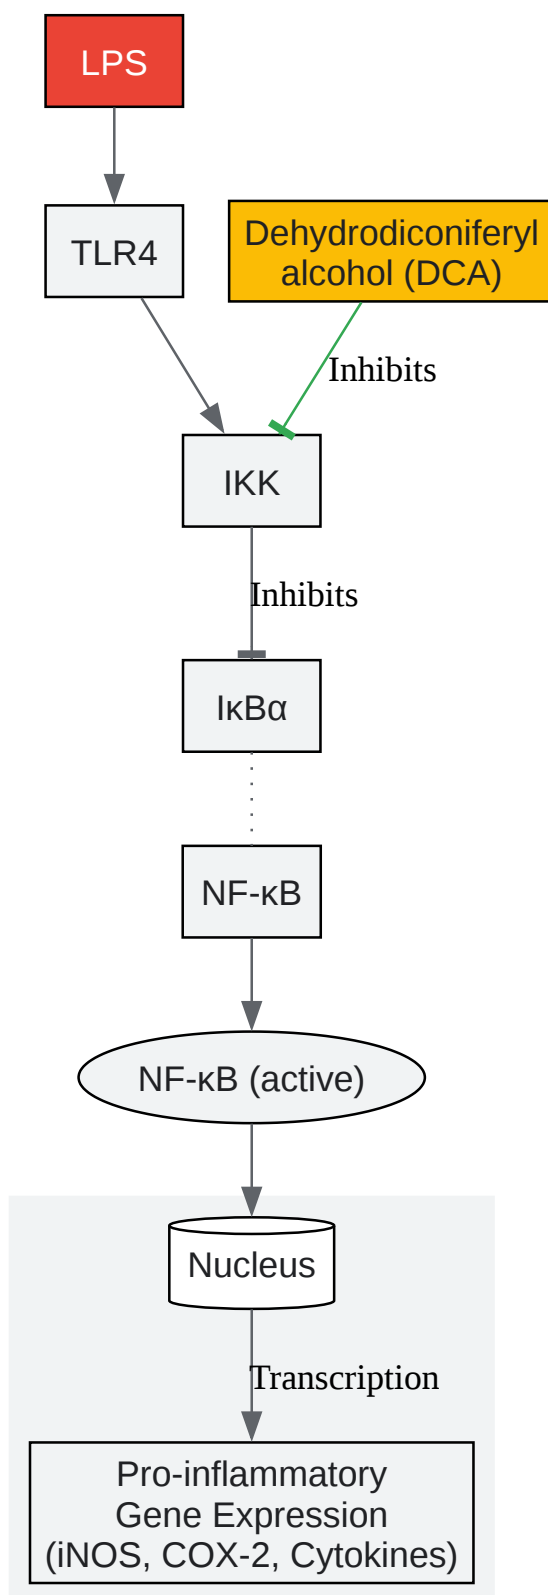 LPS
TLR4
Dehydrodiconiferyl
alcohol (DCA)
Inhibits
IKK
Inhibits
IκBα
NF-κB
NF-κB (active)
Nucleus
Transcription
Pro-inflammatory
Gene Expression
(iNOS, COX-2, Cytokines)